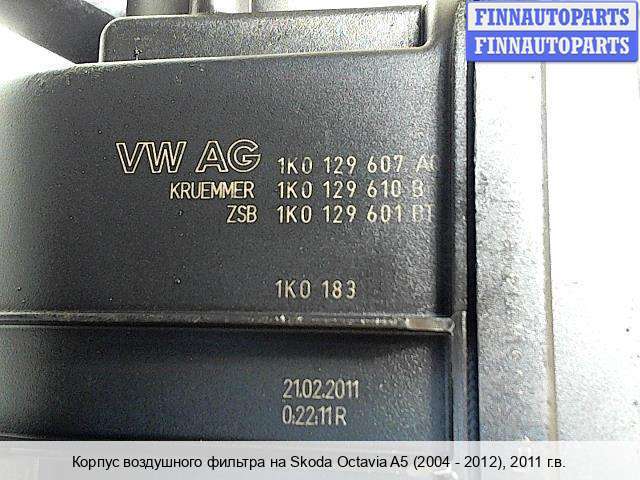 FINNAUTOPARTS
FINNAUTOPARTS
VW AG 1K0 129 607
KRUEMMER 1K0 129 610 B
ZSB 1K0 129 601
1K0 183
21.02.2011
0:22:11 R
Корпус воздушного фильтра на Skoda Octavia A5 (2004 - 2012), 2011 г.в.